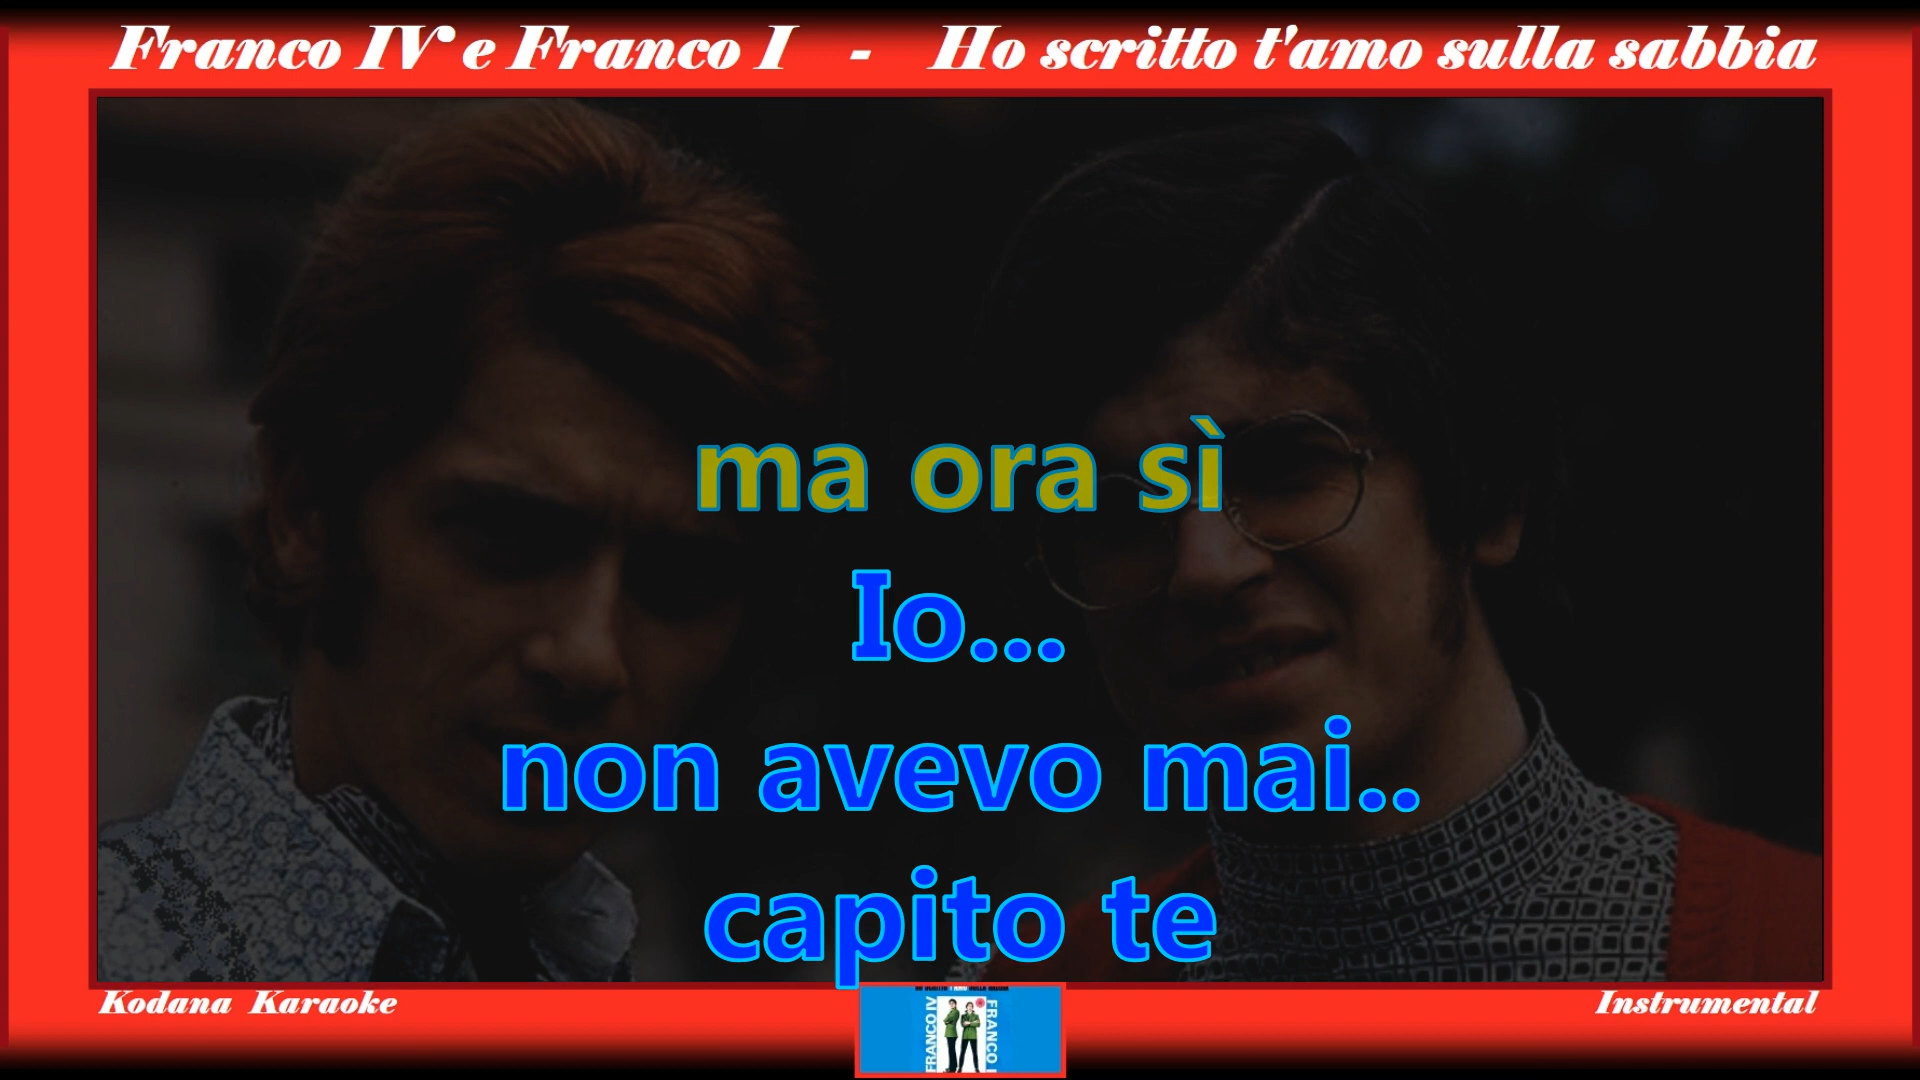 Franco IV e Franco I - Ho scritto t'amo sulla sabbia
ma ora sì
Io...
non avevo mai..
capito te
Kodana Karaoke
Instrumental
FRANCO IV
FRANCO I